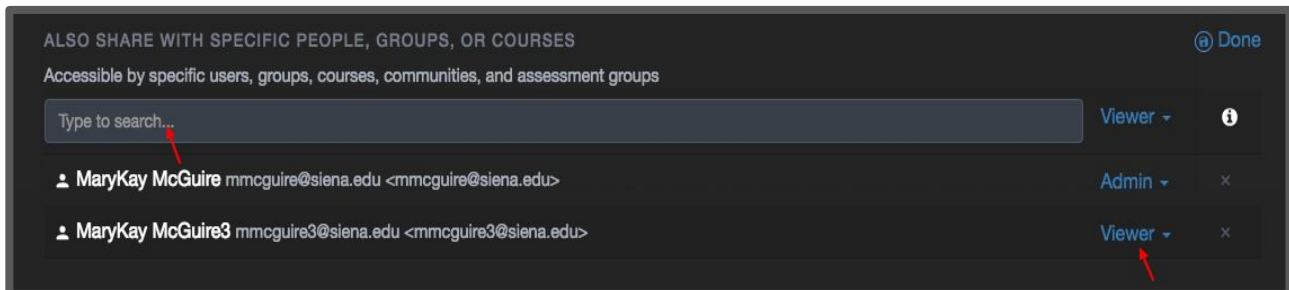 ALSO SHARE WITH SPECIFIC PEOPLE, GROUPS, OR COURSES Done
Accessible by specific users, groups, courses, communities, and assessment groups
Type to search... Viewer
MaryKay McGuire mmcguire@siena.edu <mmcguire@siena.edu> Admin
MaryKay McGuire3 mmcguire3@siena.edu <mmcguire3@siena.edu> Viewer